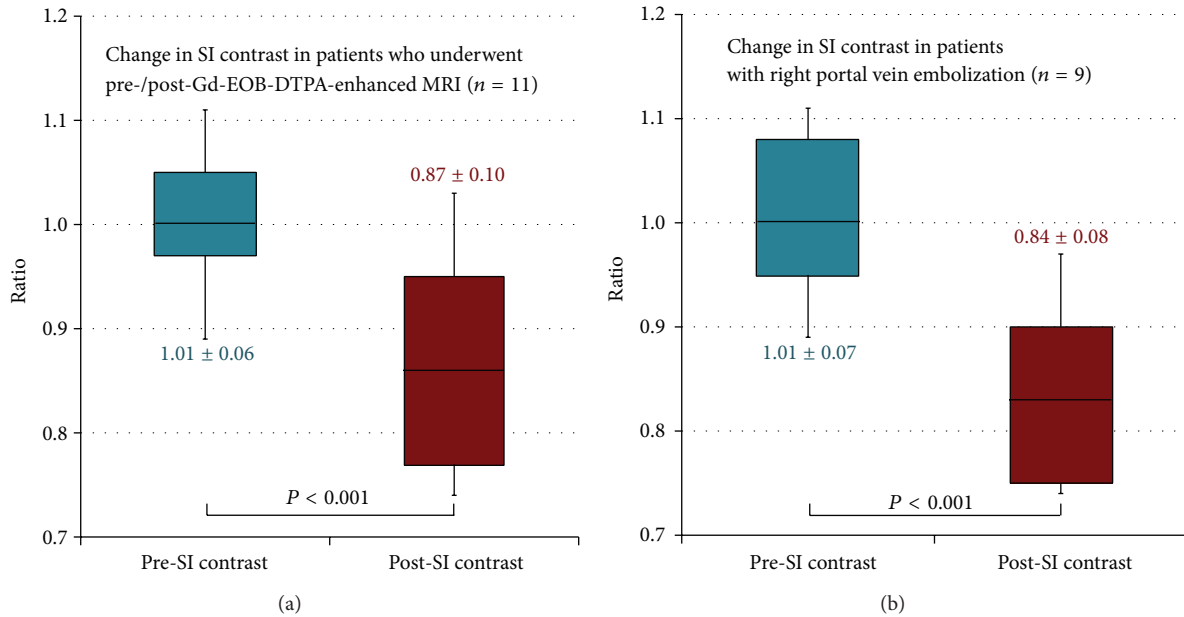 1.2
Change in SI contrast in patients who underwent
pre-/post-Gd-EOB-DTPA-enhanced MRI (n = 11)
1.1
1.0
0.9
0.8
0.7
Ratio
0.87 ± 0.10
1.01 ± 0.06
P < 0.001
Pre-SI contrast
Post-SI contrast
(a)
1.2
Change in SI contrast in patients
with right portal vein embolization (n = 9)
1.1
1.0
0.9
0.8
0.7
Ratio
0.84 ± 0.08
1.01 ± 0.07
P < 0.001
Pre-SI contrast
Post-SI contrast
(b)